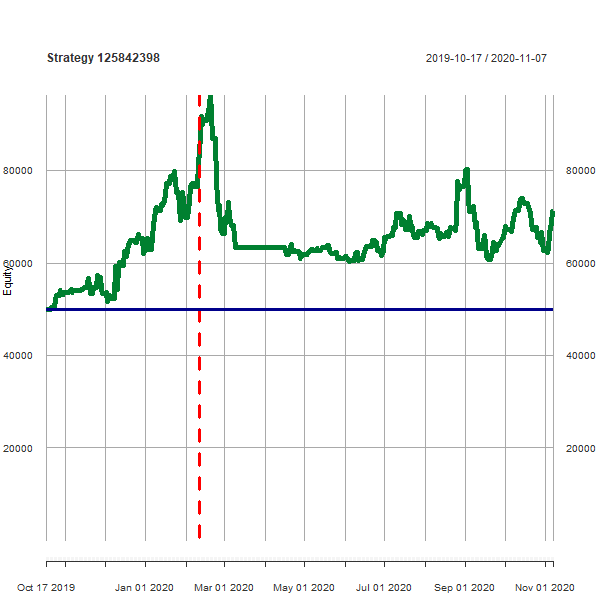 Strategy 125842398
2019-10-17 / 2020-11-07
80000
80000
60000
60000
Equity
40000
40000
20000
20000
Oct 17 2019
Jan 01 2020
Mar 01 2020
May 01 2020
Jul 01 2020
Sep 01 2020
Nov 01 2020